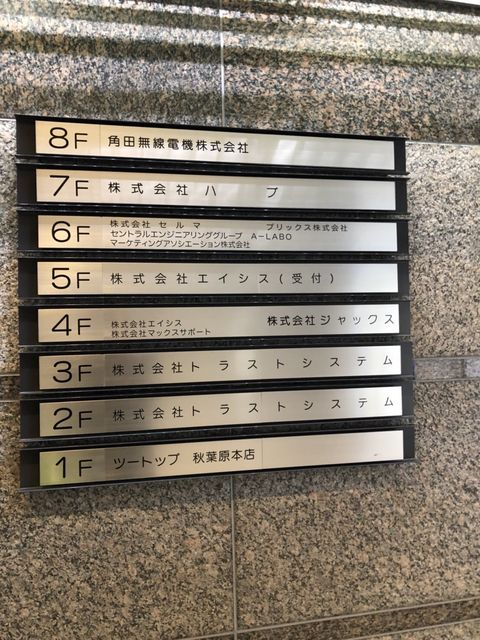 8F 角田無線電機株式会社
7F 株式会社ハブ
6F 株式会社セルマ ブリックス株式会社
セントラルエンジニアリンググループ A-LABO
マーケティングアソシエーション株式会社
5F 株式会社エイシス(受付)
4F 株式会社エイシス 株式会社ジャックス
株式会社マックスサポート
3F 株式会社トラストシステム
2F 株式会社トラストシステム
1F ツートップ 秋葉原本店